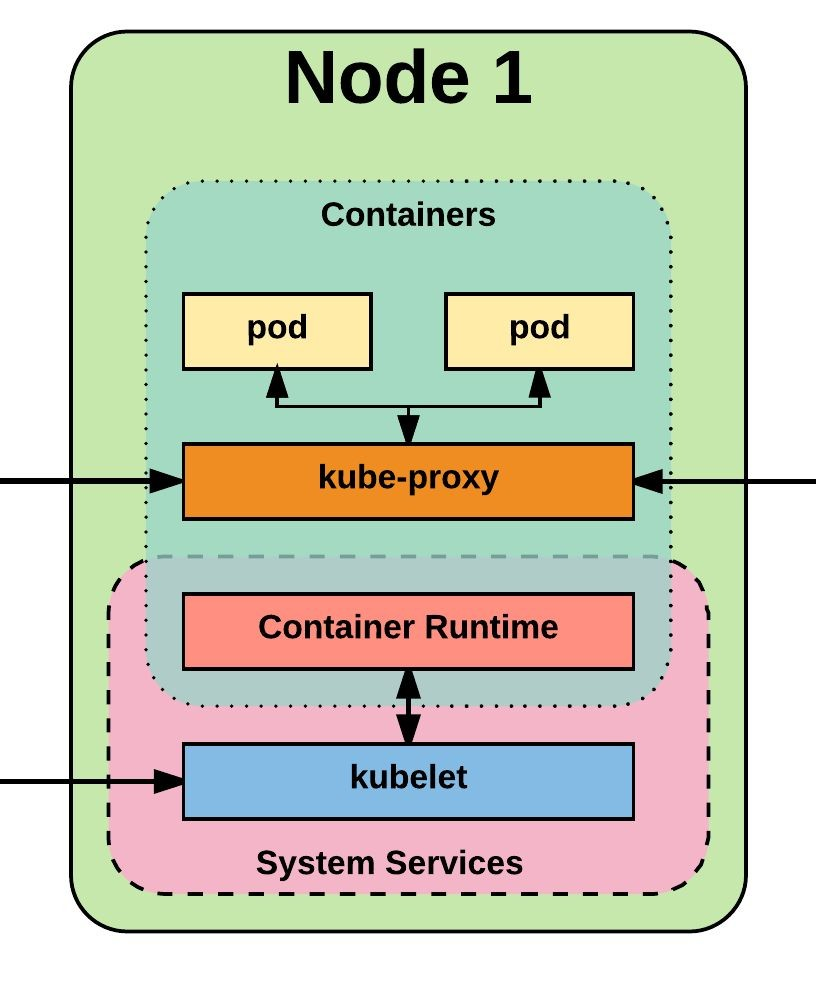 Node 1
Containers
pod
pod
kube-proxy
Container Runtime
kubelet
System Services